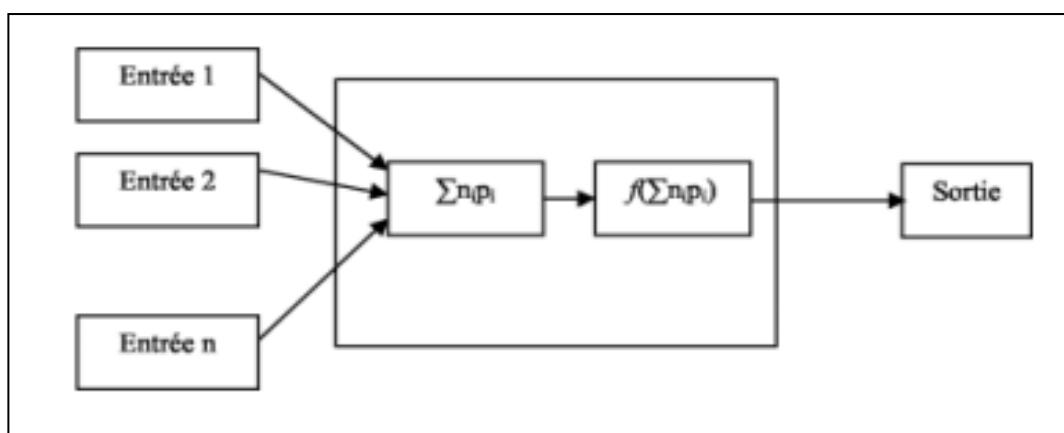 Entrée 1
Entrée 2
Entrée n
∑nᵢpᵢ
f(∑nᵢpᵢ)
Sortie